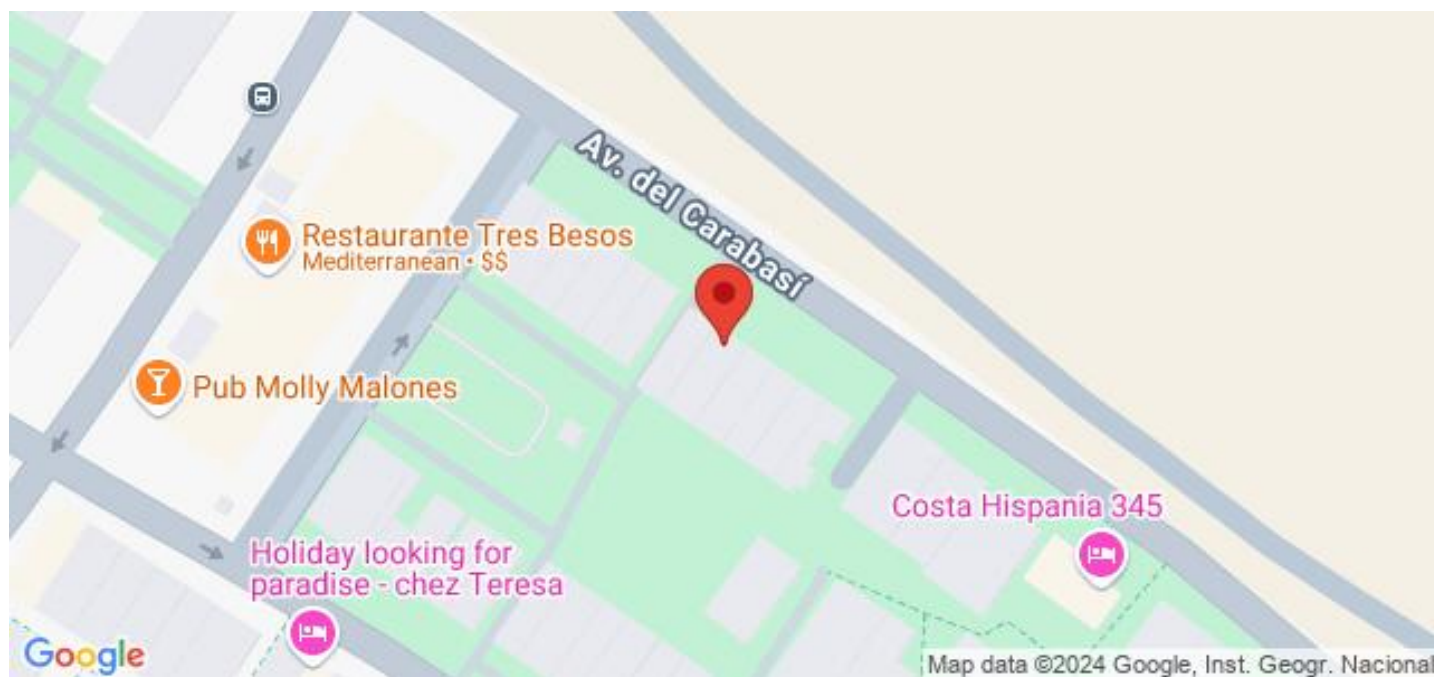 Av. del Carabasí
Restaurante Tres Besos
Mediterranean • $$
Pub Molly Malones
Costa Hispania 345
Holiday looking for
paradise - chez Teresa
Google
Map data ©2024 Google, Inst. Geogr. Nacional